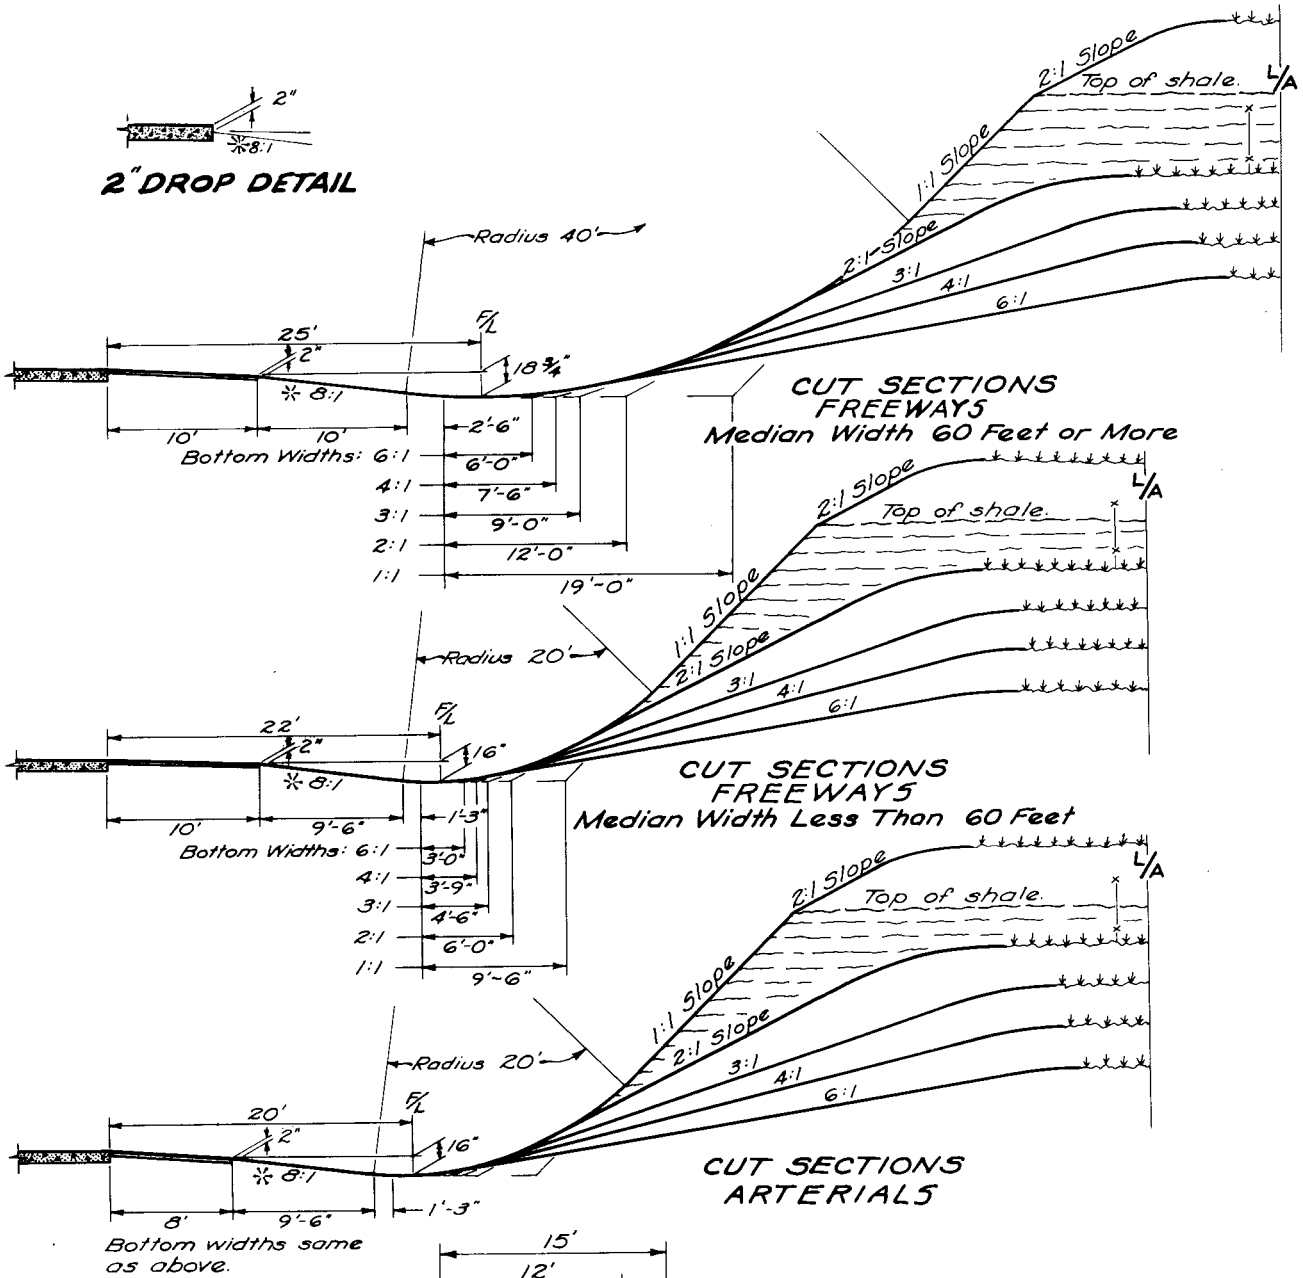 2"
※8:1
2" DROP DETAIL
2:1 Slope
Top of shale.
L/A
1:1 Slope
Radius 40'
2:1 Slope
3:1
4:1
6:1
25'
F/L
2"
18 3/4"
※ 8:1
10'
10'
2'-6"
CUT SECTIONS
FREEWAYS
Median Width 60 Feet or More
Bottom Widths: 6:1
6'-0"
4:1
7'-6"
3:1
9'-0"
2:1
12'-0"
1:1
19'-0"
2:1 Slope
Top of shale.
L/A
1:1 Slope
Radius 20'
2:1 Slope
3:1
4:1
6:1
22'
F/L
2"
16"
※ 8:1
10'
9'-6"
1'-3"
CUT SECTIONS
FREEWAYS
Median Width Less Than 60 Feet
Bottom Widths: 6:1
3'-0"
4:1
3'-9"
3:1
4'-6"
2:1
6'-0"
1:1
9'-6"
2:1 Slope
Top of shale.
L/A
1:1 Slope
Radius 20'
2:1 Slope
3:1
4:1
6:1
20'
F/L
2"
16"
※ 8:1
8'
9'-6"
1'-3"
CUT SECTIONS
ARTERIALS
Bottom widths same
as above.
15'
12'